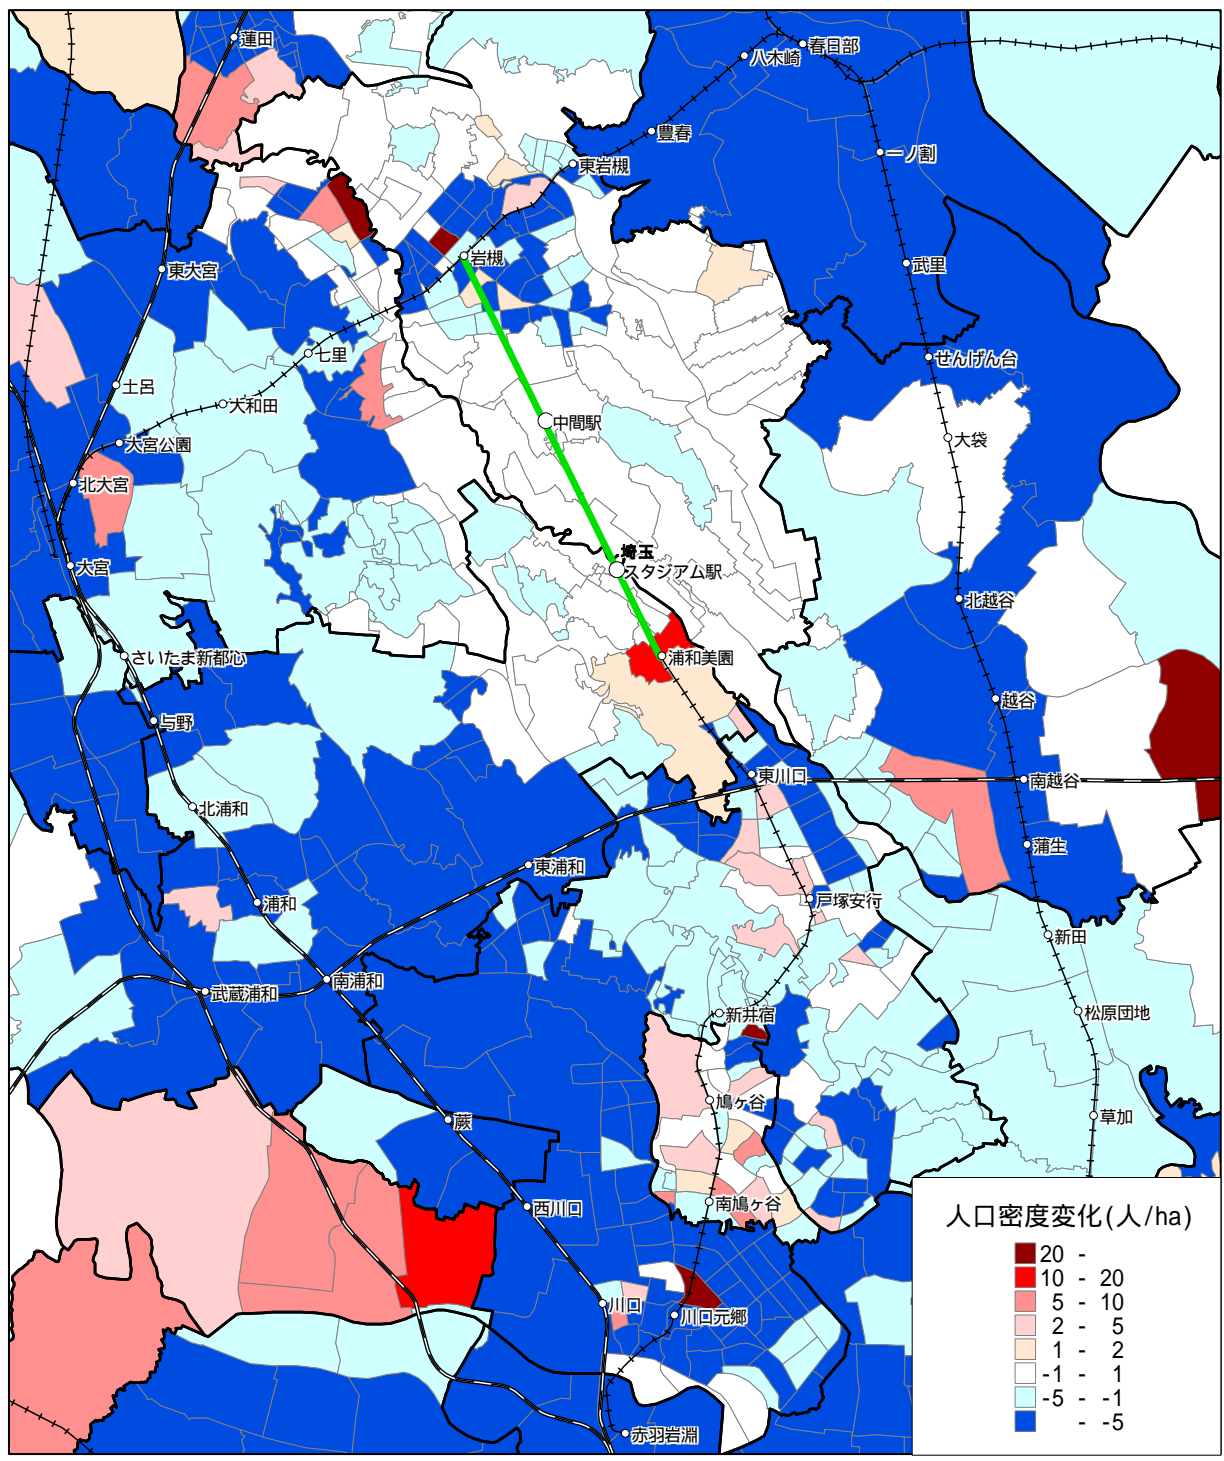 蓮田
春日部
八木崎
豊春
一ノ割
東岩槻
岩槻
武里
東大宮
七里
せんげん台
土呂
大和田
中間駅
大袋
大宮公園
北大宮
埼玉
スタジアム駅
大宮
北越谷
さいたま新都心
浦和美園
越谷
与野
東川口
南越谷
北浦和
蒲生
東浦和
浦和
戸塚安行
新田
南浦和
武蔵浦和
新井宿
松原団地
鳩ヶ谷
草加
蕨
南鳩ヶ谷
西川口
川口
川口元郷
赤羽岩淵
人口密度変化(人/ha)
20 -
10 - 20
5 - 10
2 - 5
1 - 2
-1 - 1
-5 - -1
- -5